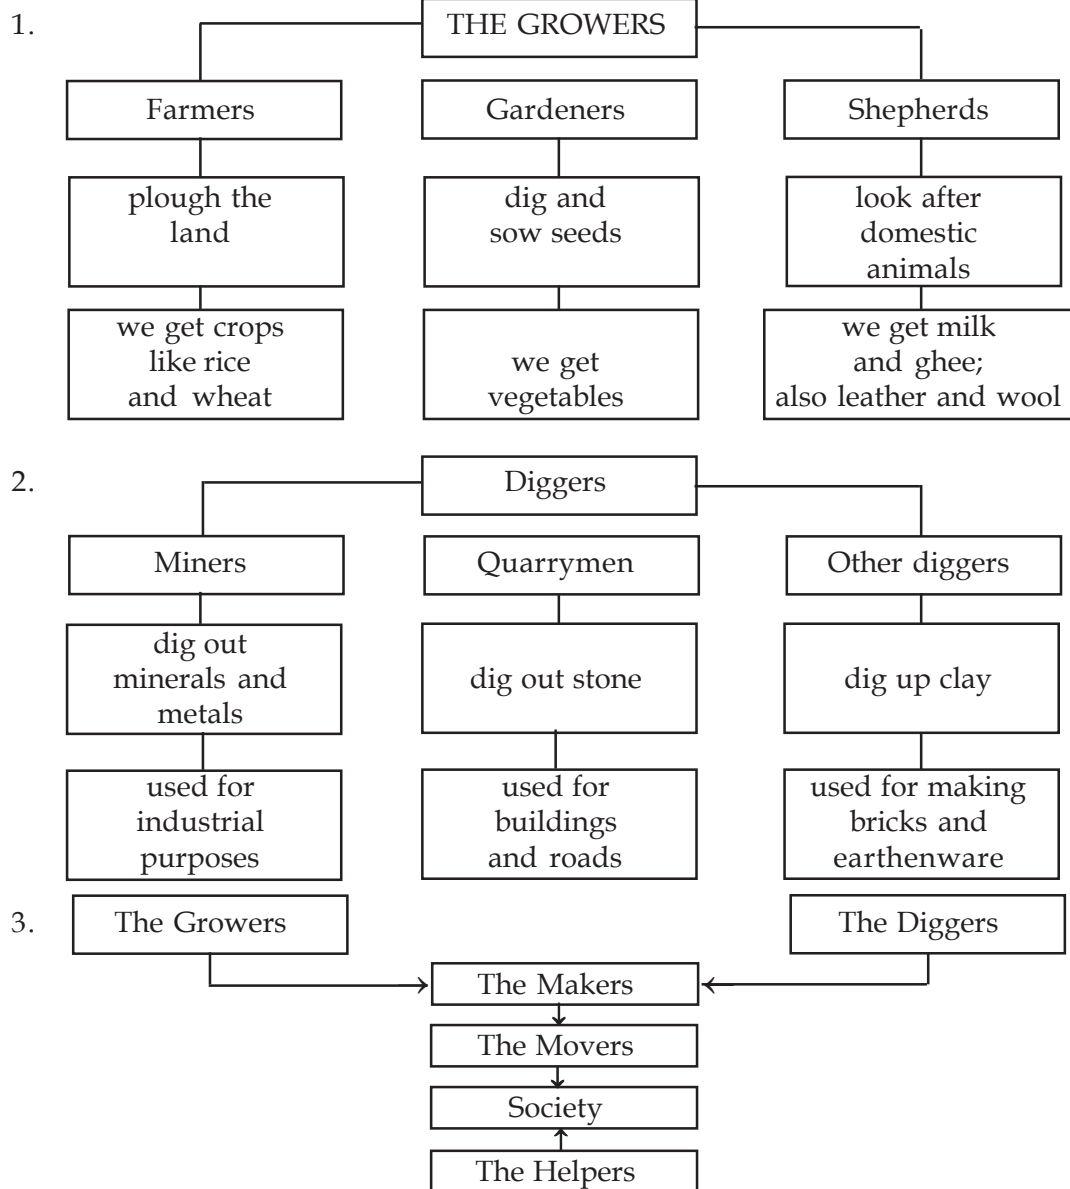 1.
THE GROWERS
Farmers
Gardeners
Shepherds
plough the
land
dig and
sow seeds
look after
domestic
animals
we get crops
like rice
and wheat
we get
vegetables
we get milk
and ghee;
also leather and wool
2.
Diggers
Miners
Quarrymen
Other diggers
dig out
minerals and
metals
dig out stone
dig up clay
used for
industrial
purposes
used for
buildings
and roads
used for making
bricks and
earthenware
3.
The Growers
The Diggers
The Makers
The Movers
Society
The Helpers